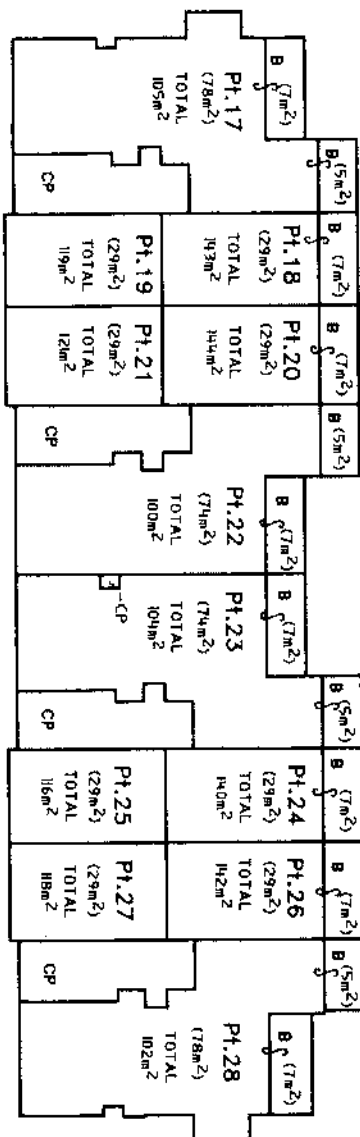 B
(7m²)
Pt.17
(78m²)
TOTAL
105m²
B (5m²)
CP
B (7m²)
Pt.18
(29m²)
TOTAL
143m²
Pt.19
(29m²)
TOTAL
119m²
B (7m²)
Pt.20
(29m²)
TOTAL
144m²
Pt.21
(29m²)
TOTAL
121m²
B (5m²)
CP
B
(7m²)
Pt.22
(74m²)
TOTAL
100m²
B
(7m²)
Pt.23
(74m²)
TOTAL
104m²
CP
B (5m²)
CP
B (7m²)
Pt.24
(29m²)
TOTAL
140m²
Pt.25
(29m²)
TOTAL
116m²
B (7m²)
Pt.26
(29m²)
TOTAL
142m²
Pt.27
(29m²)
TOTAL
118m²
B (5m²)
CP
B
(7m²)
Pt.28
(78m²)
TOTAL
102m²